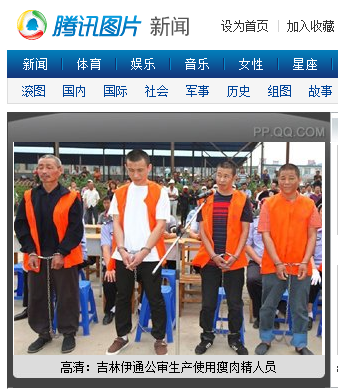 腾讯图片 新闻 设为首页 | 加入收藏
新闻 | 体育 | 娱乐 | 音乐 | 女性 | 星座
滚图 国内 国际 社会 军事 历史 组图 故事
PP.QQ.COM
高清：吉林伊通公审生产使用瘦肉精人员